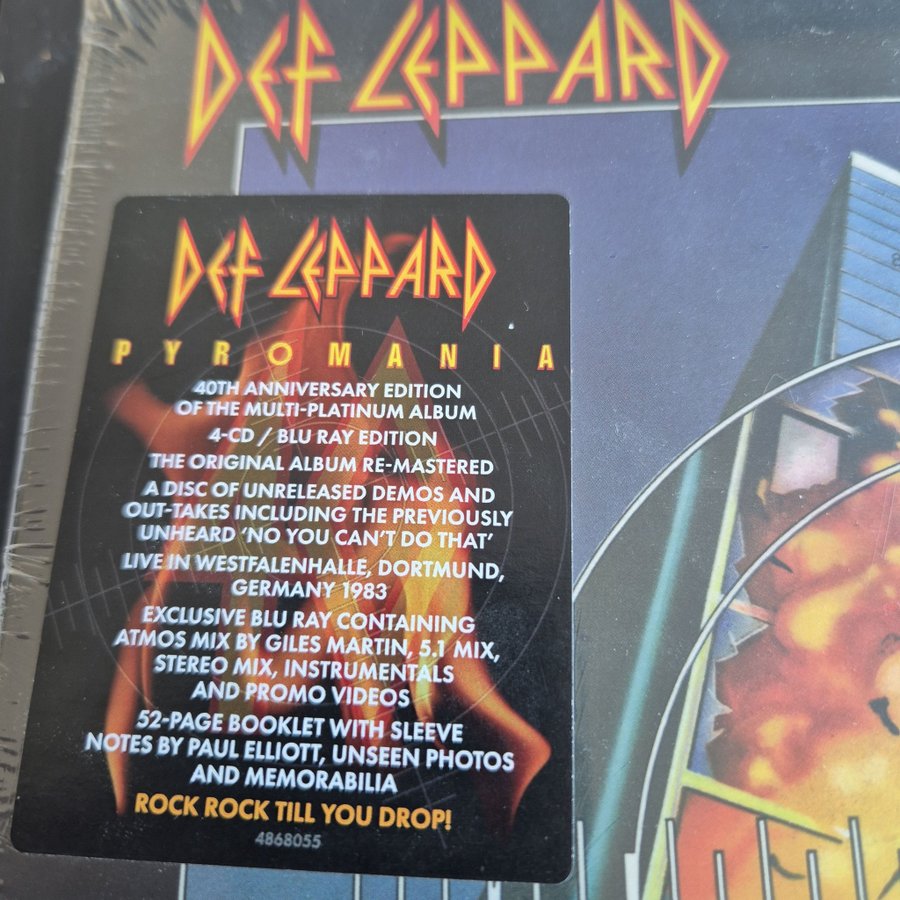 DEF LEPPARD
DEF LEPPARD
PYROMANIA
40TH ANNIVERSARY EDITION
OF THE MULTI-PLATINUM ALBUM
4-CD / BLU RAY EDITION
THE ORIGINAL ALBUM RE-MASTERED
A DISC OF UNRELEASED DEMOS AND
OUT-TAKES INCLUDING THE PREVIOUSLY
UNHEARD 'NO YOU CAN'T DO THAT'
LIVE IN WESTFALENHALLE, DORTMUND,
GERMANY 1983
EXCLUSIVE BLU RAY CONTAINING
ATMOS MIX BY GILES MARTIN, 5.1 MIX,
STEREO MIX, INSTRUMENTALS
AND PROMO VIDEOS
52-PAGE BOOKLET WITH SLEEVE
NOTES BY PAUL ELLIOTT, UNSEEN PHOTOS
AND MEMORABILIA
ROCK ROCK TILL YOU DROP!
4868055